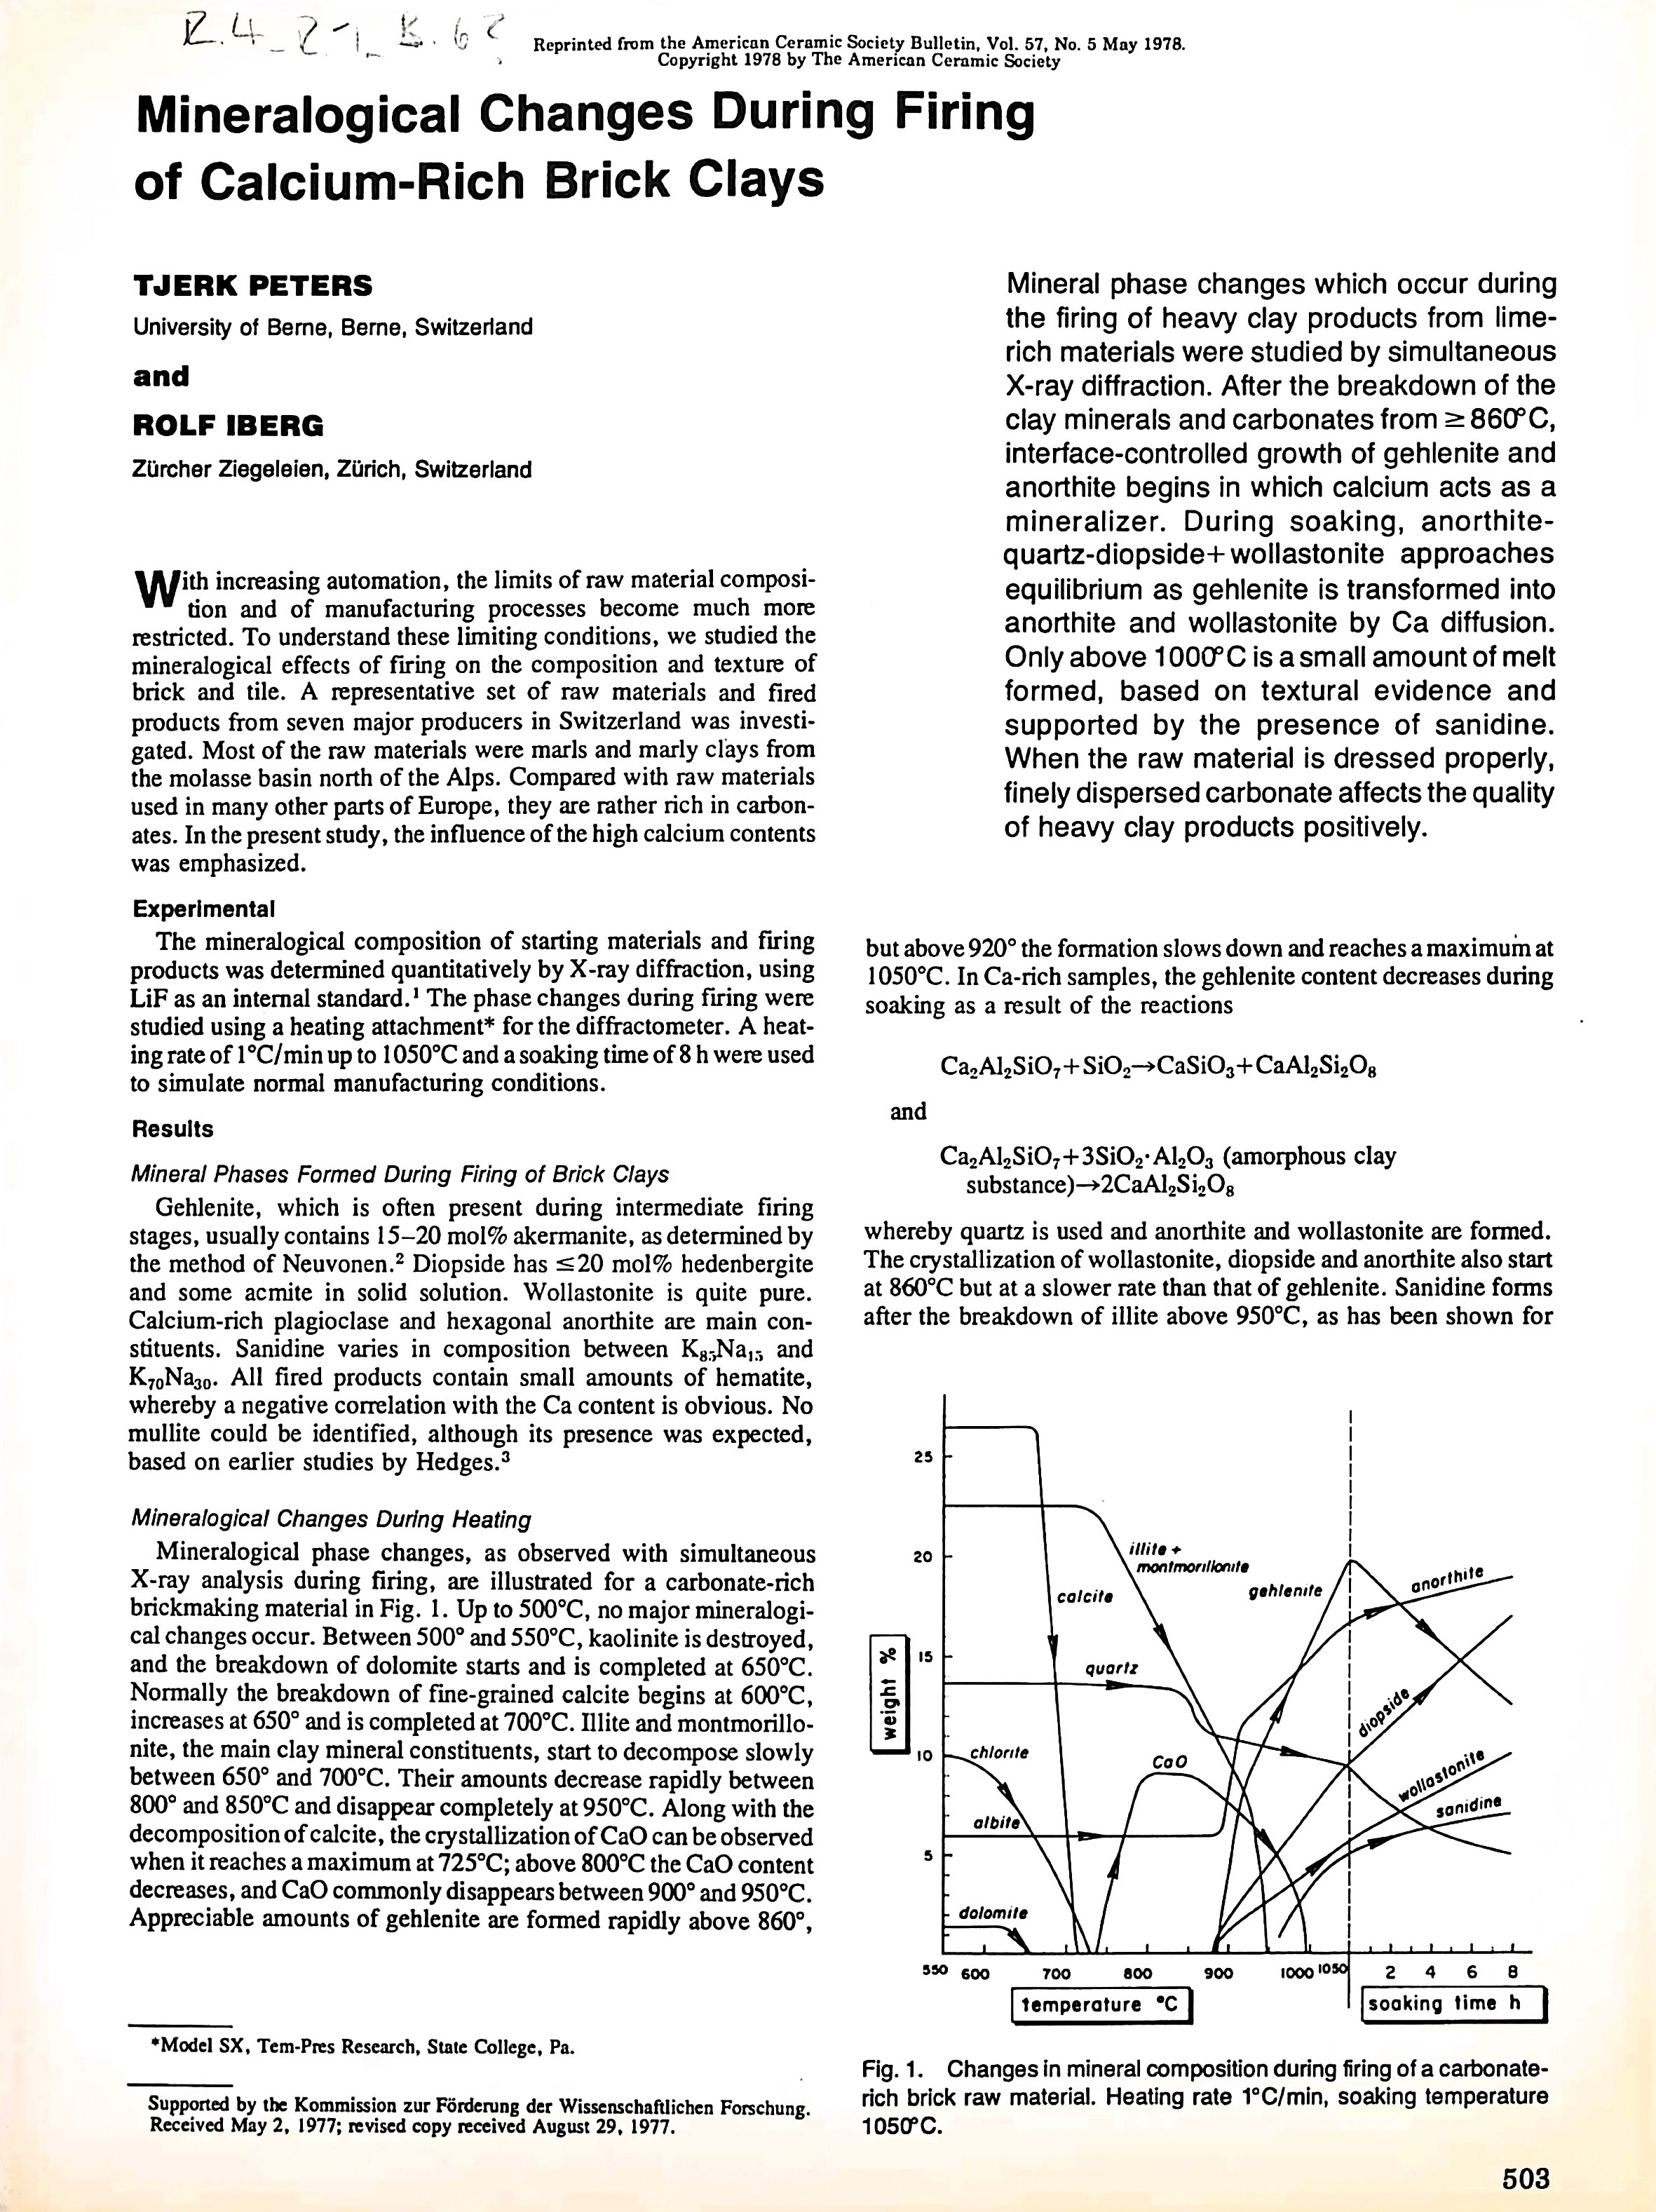 R.4_21_B.62
Reprinted from the American Ceramic Society Bulletin, Vol. 57, No. 5 May 1978.
Copyright 1978 by The American Ceramic Society
Mineralogical Changes During Firing
of Calcium-Rich Brick Clays
TJERK PETERS
University of Berne, Berne, Switzerland
and
ROLF IBERG
Zürcher Ziegeleien, Zürich, Switzerland
Mineral phase changes which occur during
the firing of heavy clay products from lime-
rich materials were studied by simultaneous
X-ray diffraction. After the breakdown of the
clay minerals and carbonates from ≥860°C,
interface-controlled growth of gehlenite and
anorthite begins in which calcium acts as a
mineralizer. During soaking, anorthite-
quartz-diopside+wollastonite approaches
equilibrium as gehlenite is transformed into
anorthite and wollastonite by Ca diffusion.
Only above 1000°C is a small amount of melt
formed, based on textural evidence and
supported by the presence of sanidine.
When the raw material is dressed properly,
finely dispersed carbonate affects the quality
of heavy clay products positively.
With increasing automation, the limits of raw material composi-
tion and of manufacturing processes become much more
restricted. To understand these limiting conditions, we studied the
mineralogical effects of firing on the composition and texture of
brick and tile. A representative set of raw materials and fired
products from seven major producers in Switzerland was investi-
gated. Most of the raw materials were marls and marly clays from
the molasse basin north of the Alps. Compared with raw materials
used in many other parts of Europe, they are rather rich in carbon-
ates. In the present study, the influence of the high calcium contents
was emphasized.
Experimental
The mineralogical composition of starting materials and firing
products was determined quantitatively by X-ray diffraction, using
LiF as an internal standard.¹ The phase changes during firing were
studied using a heating attachment* for the diffractometer. A heat-
ing rate of 1°C/min up to 1050°C and a soaking time of 8 h were used
to simulate normal manufacturing conditions.
Results
Mineral Phases Formed During Firing of Brick Clays
Gehlenite, which is often present during intermediate firing
stages, usually contains 15–20 mol% akermanite, as determined by
the method of Neuvonen.² Diopside has ≤20 mol% hedenbergite
and some acmite in solid solution. Wollastonite is quite pure.
Calcium-rich plagioclase and hexagonal anorthite are main con-
stituents. Sanidine varies in composition between K₈₅Na₁₅ and
K₇₀Na₃₀. All fired products contain small amounts of hematite,
whereby a negative correlation with the Ca content is obvious. No
mullite could be identified, although its presence was expected,
based on earlier studies by Hedges.³
Mineralogical Changes During Heating
Mineralogical phase changes, as observed with simultaneous
X-ray analysis during firing, are illustrated for a carbonate-rich
brickmaking material in Fig. 1. Up to 500°C, no major mineralogi-
cal changes occur. Between 500° and 550°C, kaolinite is destroyed,
and the breakdown of dolomite starts and is completed at 650°C.
Normally the breakdown of fine-grained calcite begins at 600°C,
increases at 650° and is completed at 700°C. Illite and montmorillo-
nite, the main clay mineral constituents, start to decompose slowly
between 650° and 700°C. Their amounts decrease rapidly between
800° and 850°C and disappear completely at 950°C. Along with the
decomposition of calcite, the crystallization of CaO can be observed
when it reaches a maximum at 725°C; above 800°C the CaO content
decreases, and CaO commonly disappears between 900° and 950°C.
Appreciable amounts of gehlenite are formed rapidly above 860°,
*Model SX, Tem-Pres Research, State College, Pa.
Supported by the Kommission zur Förderung der Wissenschaftlichen Forschung.
Received May 2, 1977; revised copy received August 29, 1977.
but above 920° the formation slows down and reaches a maximum at
1050°C. In Ca-rich samples, the gehlenite content decreases during
soaking as a result of the reactions
Ca₂Al₂SiO₇+SiO₂→CaSiO₃+CaAl₂Si₂O₈
and
Ca₂Al₂SiO₇+3SiO₂·Al₂O₃ (amorphous clay
substance)→2CaAl₂Si₂O₈
whereby quartz is used and anorthite and wollastonite are formed.
The crystallization of wollastonite, diopside and anorthite also start
at 860°C but at a slower rate than that of gehlenite. Sanidine forms
after the breakdown of illite above 950°C, as has been shown for
25
20
15
10
5
weight %
illite +
montmorillonite
calcite
gehlenite
anorthite
quartz
diopside
chlorite
CaO
wollastonite
albite
sanidine
dolomite
550 600 700 800 900 1000 1050 2 4 6 8
temperature °C
soaking time h
Fig. 1. Changes in mineral composition during firing of a carbonate-
rich brick raw material. Heating rate 1°C/min, soaking temperature
1050°C.
503